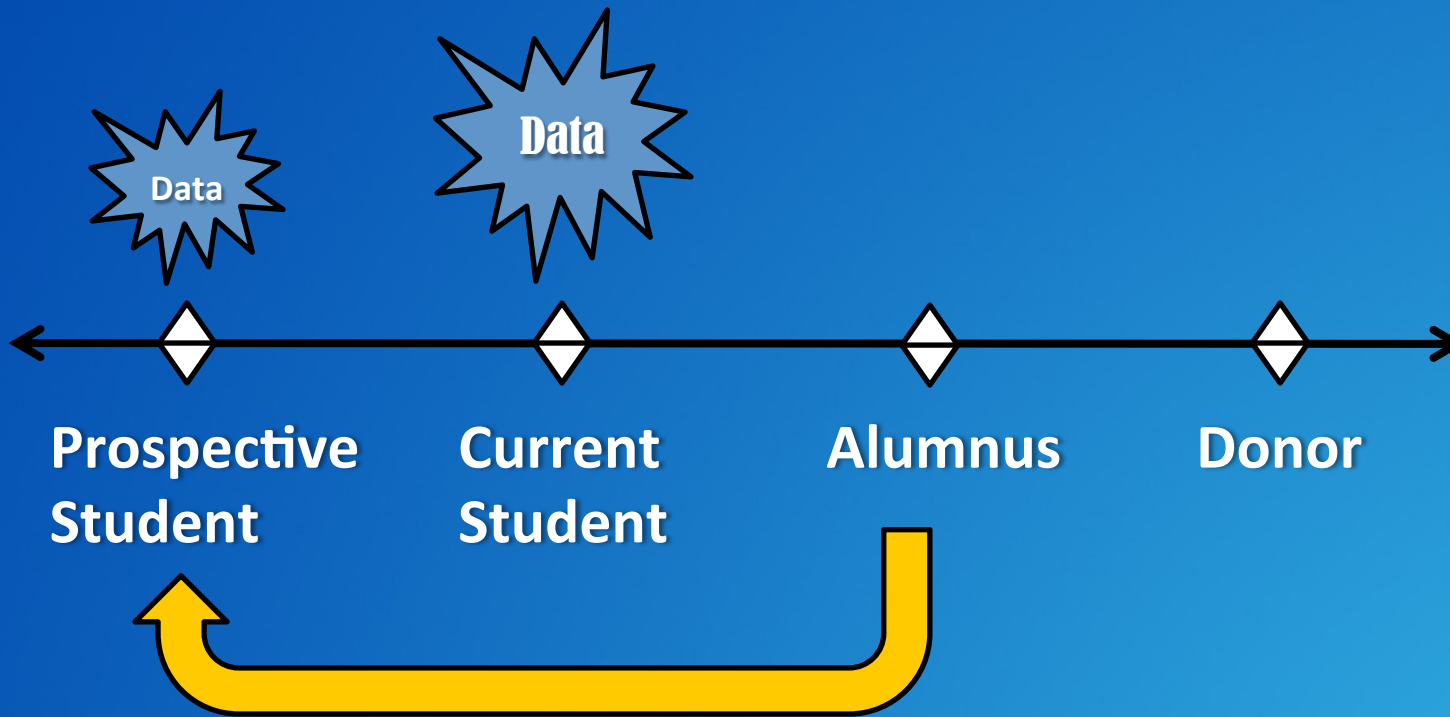 Data
Data
Prospective
Student
Current
Student
Alumnus
Donor